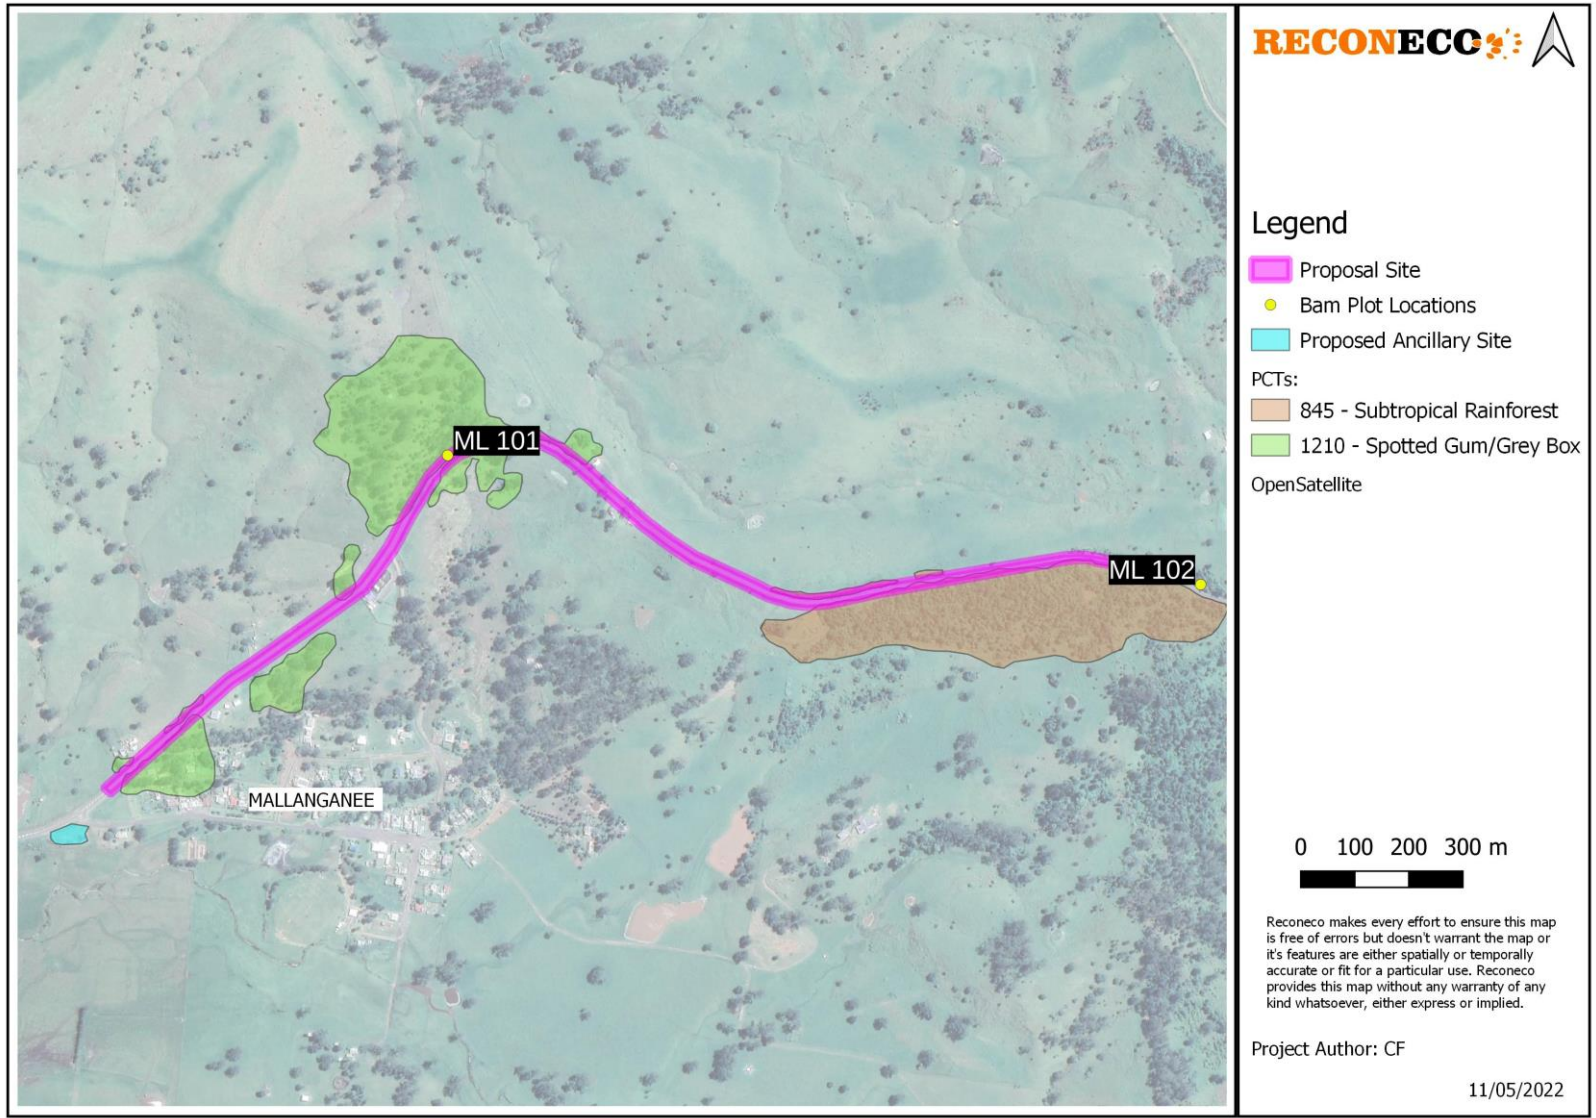 RECONECO
Legend
Proposal Site
Bam Plot Locations
Proposed Ancillary Site
PCTs:
845 - Subtropical Rainforest
1210 - Spotted Gum/Grey Box
OpenSatellite
ML 101
ML 102
MALLANGANEE
0 100 200 300 m
Reconeco makes every effort to ensure this map
is free of errors but doesn't warrant the map or
it's features are either spatially or temporally
accurate or fit for a particular use. Reconeco
provides this map without any warranty of any
kind whatsoever, either express or implied.
Project Author: CF
11/05/2022